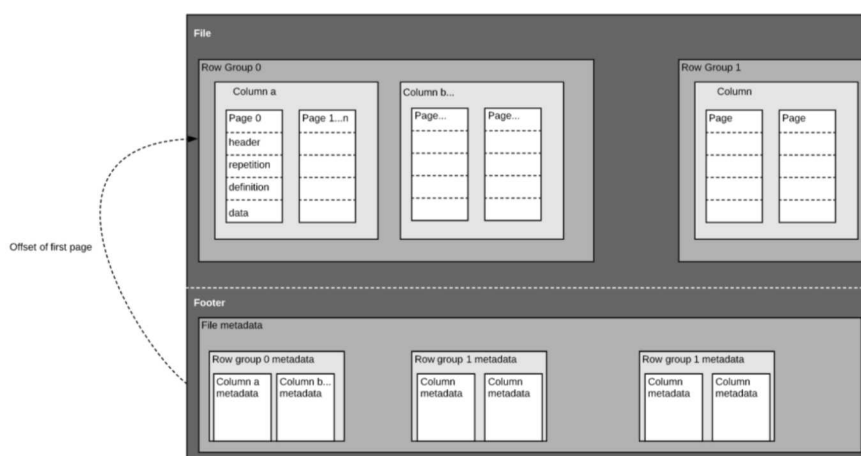 File
Row Group 0
Row Group 1
Column a
Column b...
Column
Page 0
Page 1...n
Page...
Page...
Page
Page
header
repetition
definition
data
Offset of first page
Footer
File metadata
Row group 0 metadata
Row group 1 metadata
Row group 1 metadata
Column a
metadata
Column b...
metadata
Column
metadata
Column
metadata
Column
metadata
Column
metadata